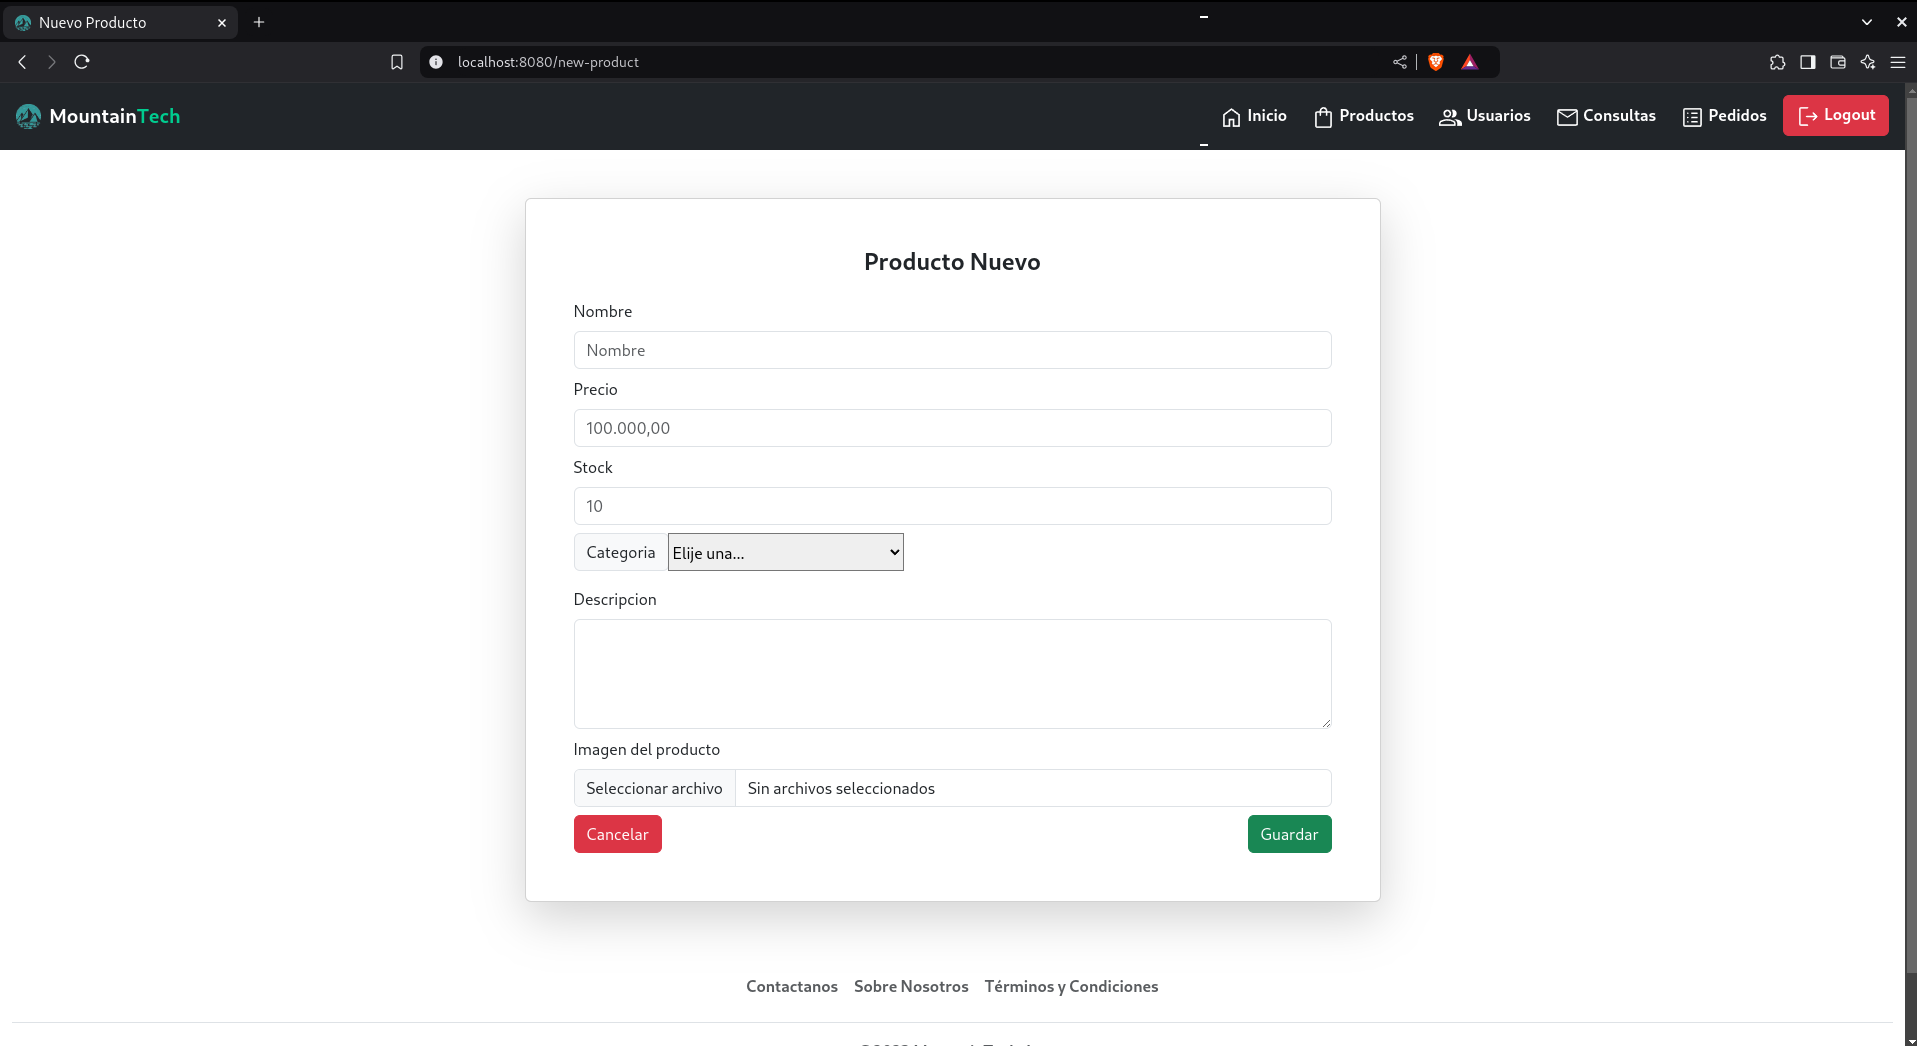 Nuevo Producto
localhost:8080/new-product
MountainTech
Inicio
Productos
Usuarios
Consultas
Pedidos
Logout
Producto Nuevo
Nombre
Nombre
Precio
100.000,00
Stock
10
Categoria
Elije una...
Descripcion
Imagen del producto
Seleccionar archivo
Sin archivos seleccionados
Cancelar
Guardar
Contactanos
Sobre Nosotros
Términos y Condiciones